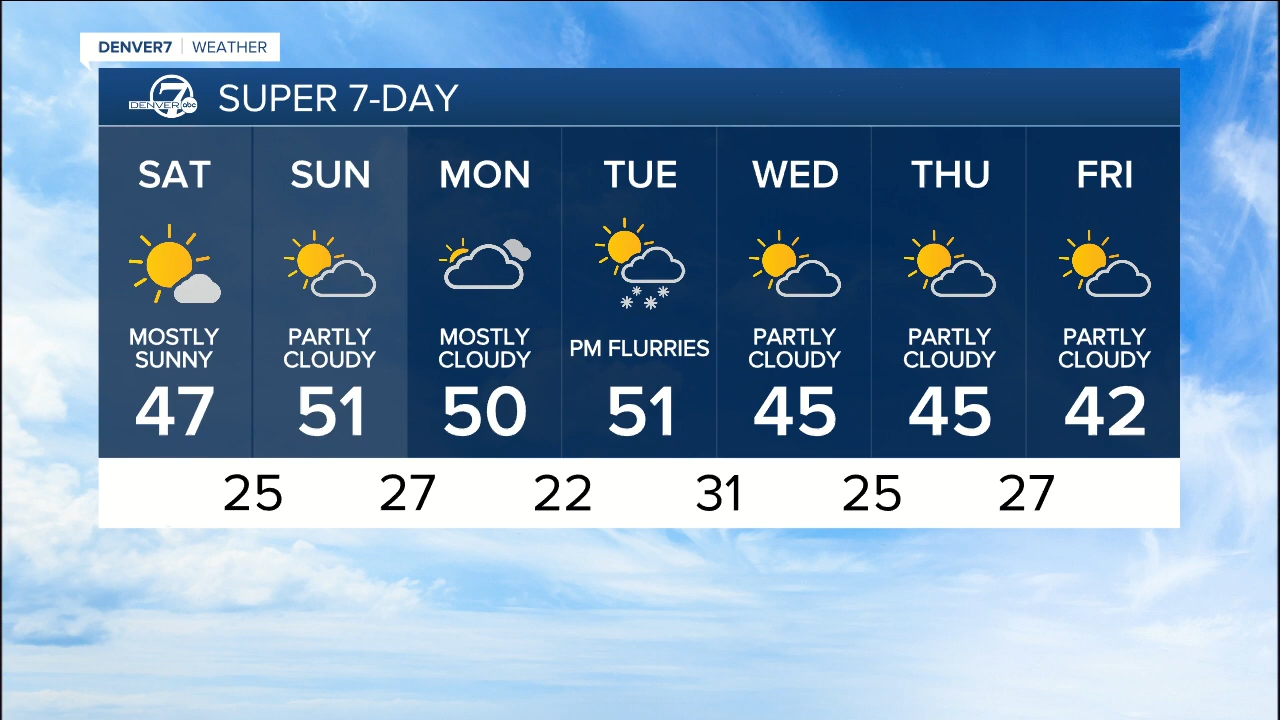 DENVER7 | WEATHER
7
DENVER abc
SUPER 7-DAY
SAT SUN MON TUE WED THU FRI
MOSTLY SUNNY
PARTLY CLOUDY
MOSTLY CLOUDY
PM FLURRIES
PARTLY CLOUDY
PARTLY CLOUDY
PARTLY CLOUDY
47 51 50 51 45 45 42
25 27 22 31 25 27